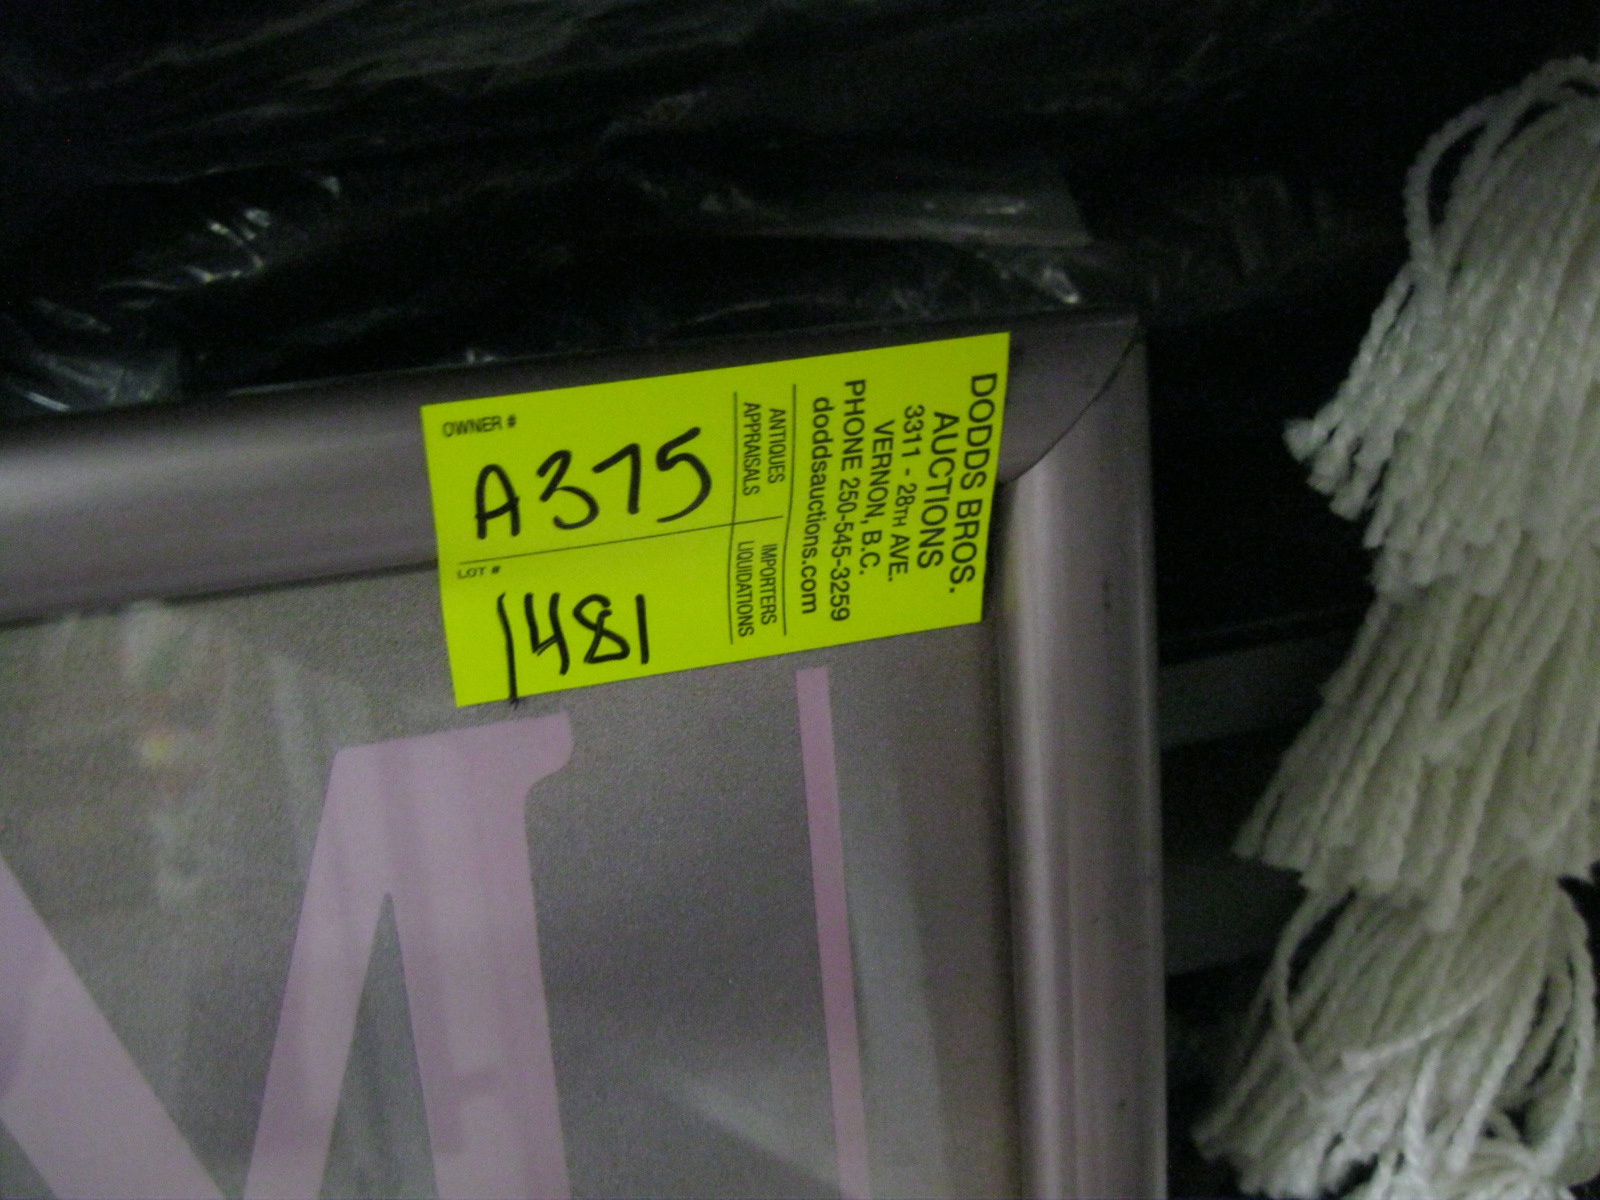 OWNER #
A375
LOT #
1481
ANTIQUES
APPRAISALS
IMPORTERS
LIQUIDATIONS
DODDS BROS.
AUCTIONS
3311 - 28TH AVE.
VERNON, B.C.
PHONE 250-545-3259
doddsauctions.com
M